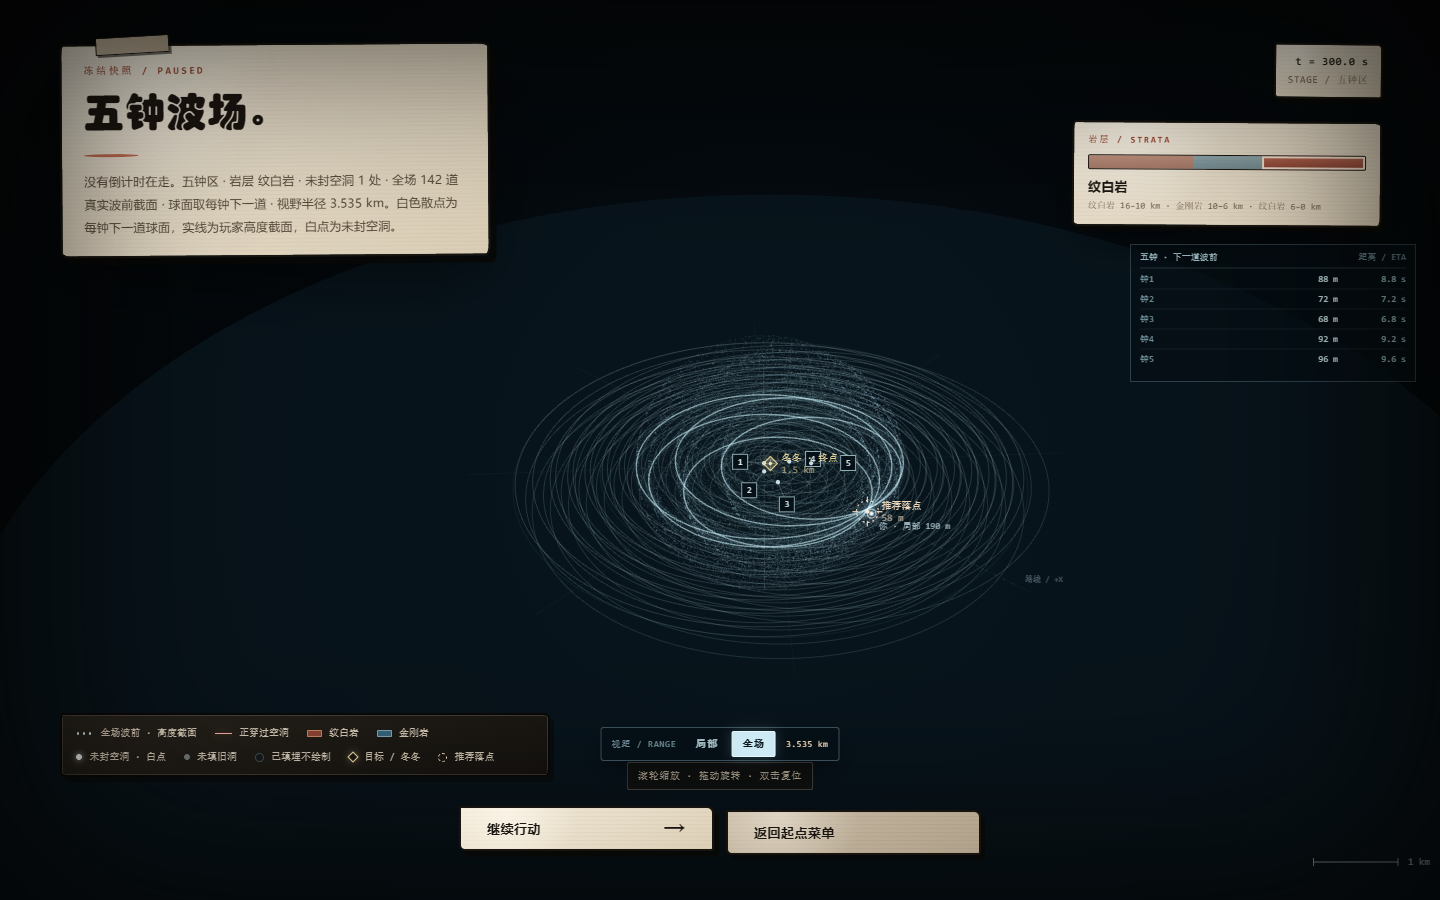 冻结快照 / PAUSED
五钟波场。
没有倒计时在走。五钟区 · 岩层 纹白岩 · 未封空洞 1 处 · 全场 142 道
真实波前截面 · 球面取每钟下一道 · 视野半径 3.535 km。白色散点为
每钟下一道球面，实线为玩家高度截面，白点为未封空洞。
t = 300.0 s
STAGE / 五钟区
岩层 / STRATA
纹白岩
纹白岩 16–10 km · 金刚岩 10–6 km · 纹白岩 6–0 km
五钟 · 下一道波前 距离 / ETA
钟1 88 m 8.8 s
钟2 72 m 7.2 s
钟3 68 m 6.8 s
钟4 92 m 9.2 s
钟5 96 m 9.6 s
1
冬冬 · 终点
4
5
1.5 km
2
3
推荐落点
58 m
你 · 局部 190 m
/ +X
全场波前 · 高度截面 正穿过空洞 纹白岩 金刚岩
未封空洞 · 白点 未填旧洞 已填埋不绘制 目标 / 冬冬 推荐落点
视距 / RANGE 局部 全场 3.535 km
滚轮缩放 · 拖动旋转 · 双击复位
继续行动 →
返回起点菜单
1 km